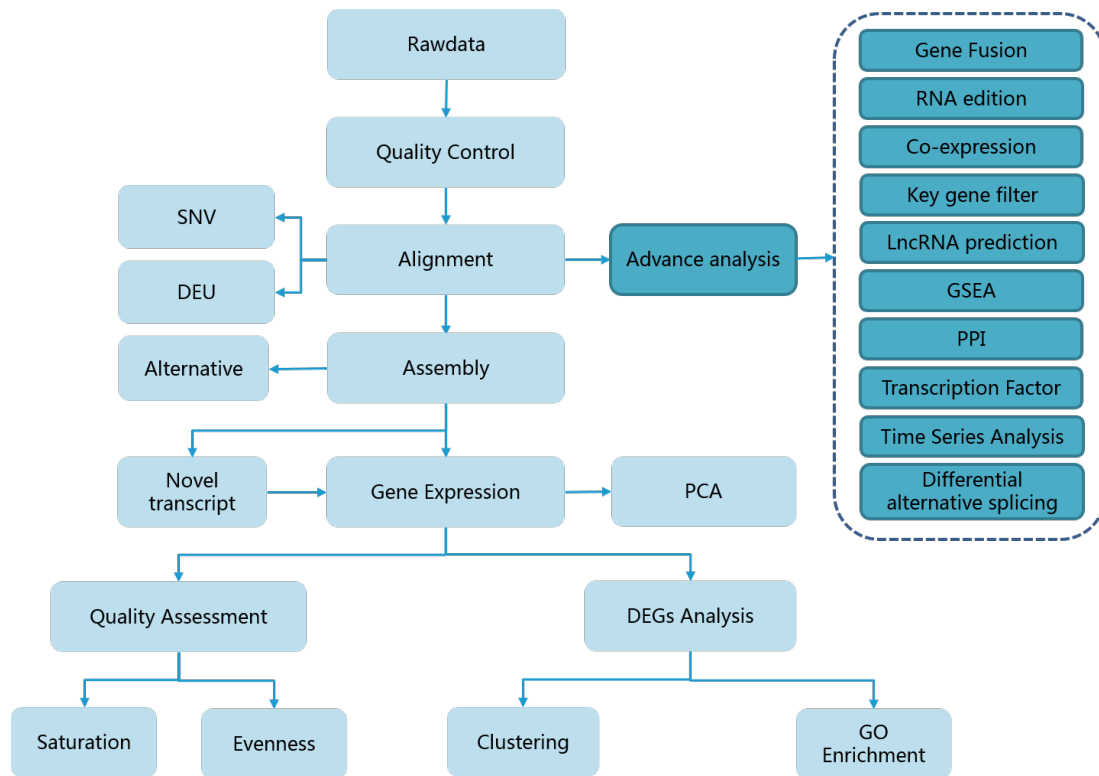 Rawdata
Quality Control
SNV
DEU
Alignment
Advance analysis
Alternative
Assembly
Novel
transcript
Gene Expression
PCA
Quality Assessment
DEGs Analysis
Saturation
Evenness
Clustering
GO
Enrichment
Gene Fusion
RNA edition
Co-expression
Key gene filter
LncRNA prediction
GSEA
PPI
Transcription Factor
Time Series Analysis
Differential
alternative splicing